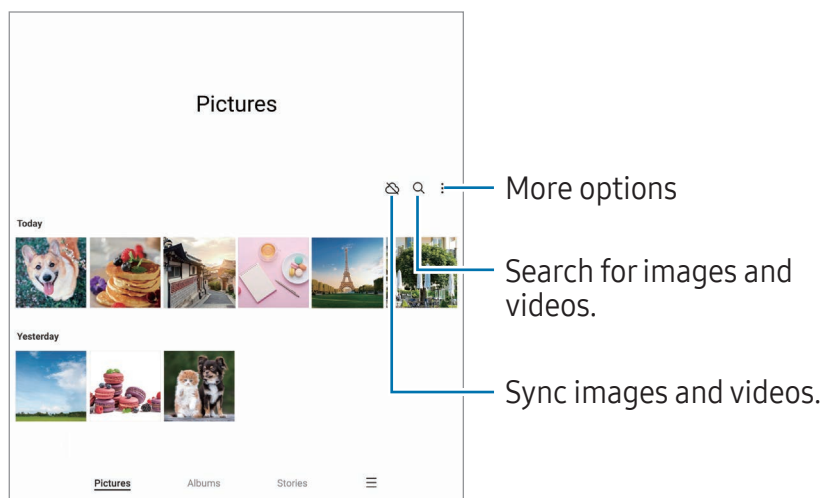 Pictures
More options
Today
Search for images and
videos.
Yesterday
Sync images and videos.
Pictures
Albums
Stories